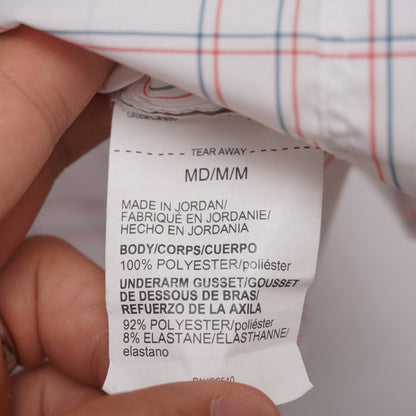 TEAR AWAY
MD/M/M
MADE IN JORDAN/
FABRIQUÉ EN JORDANIE/
HECHO EN JORDANIA
BODY/CORPS/CUERPO
100% POLYESTER/poliéster
UNDERARM GUSSET/GOUSSET
DE DESSOUS DE BRAS/
REFUERZO DE LA AXILA
92% POLYESTER/poliéster
8% ELASTANE/ÉLASTHANNE/
elastano